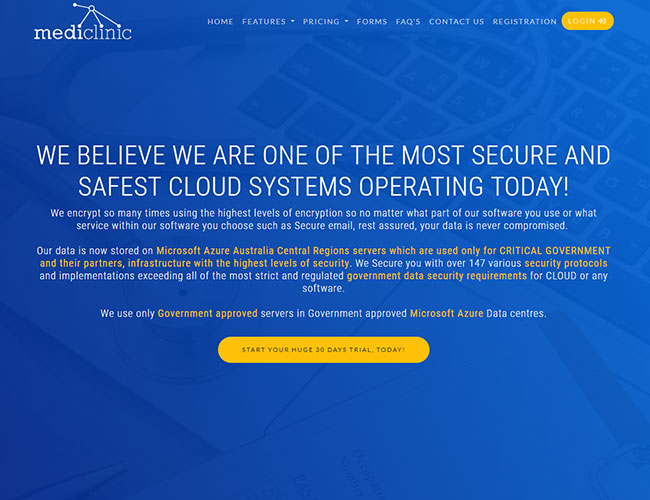 mediclinic
HOME FEATURES PRICING FORMS FAQ'S CONTACT US REGISTRATION LOGIN
WE BELIEVE WE ARE ONE OF THE MOST SECURE AND
SAFEST CLOUD SYSTEMS OPERATING TODAY!
We encrypt so many times using the highest levels of encryption so no matter what part of our software you use or what
service within our software you choose such as Secure email, rest assured, your data is never compromised.
Our data is now stored on Microsoft Azure Australia Central Regions servers which are used only for CRITICAL GOVERNMENT
and their partners, infrastructure with the highest levels of security. We Secure you with over 147 various security protocols
and implementations exceeding all of the most strict and regulated government data security requirements for CLOUD or any
software.
We use only Government approved servers in Government approved Microsoft Azure Data centres.
START YOUR HUGE 30 DAYS TRIAL, TODAY!